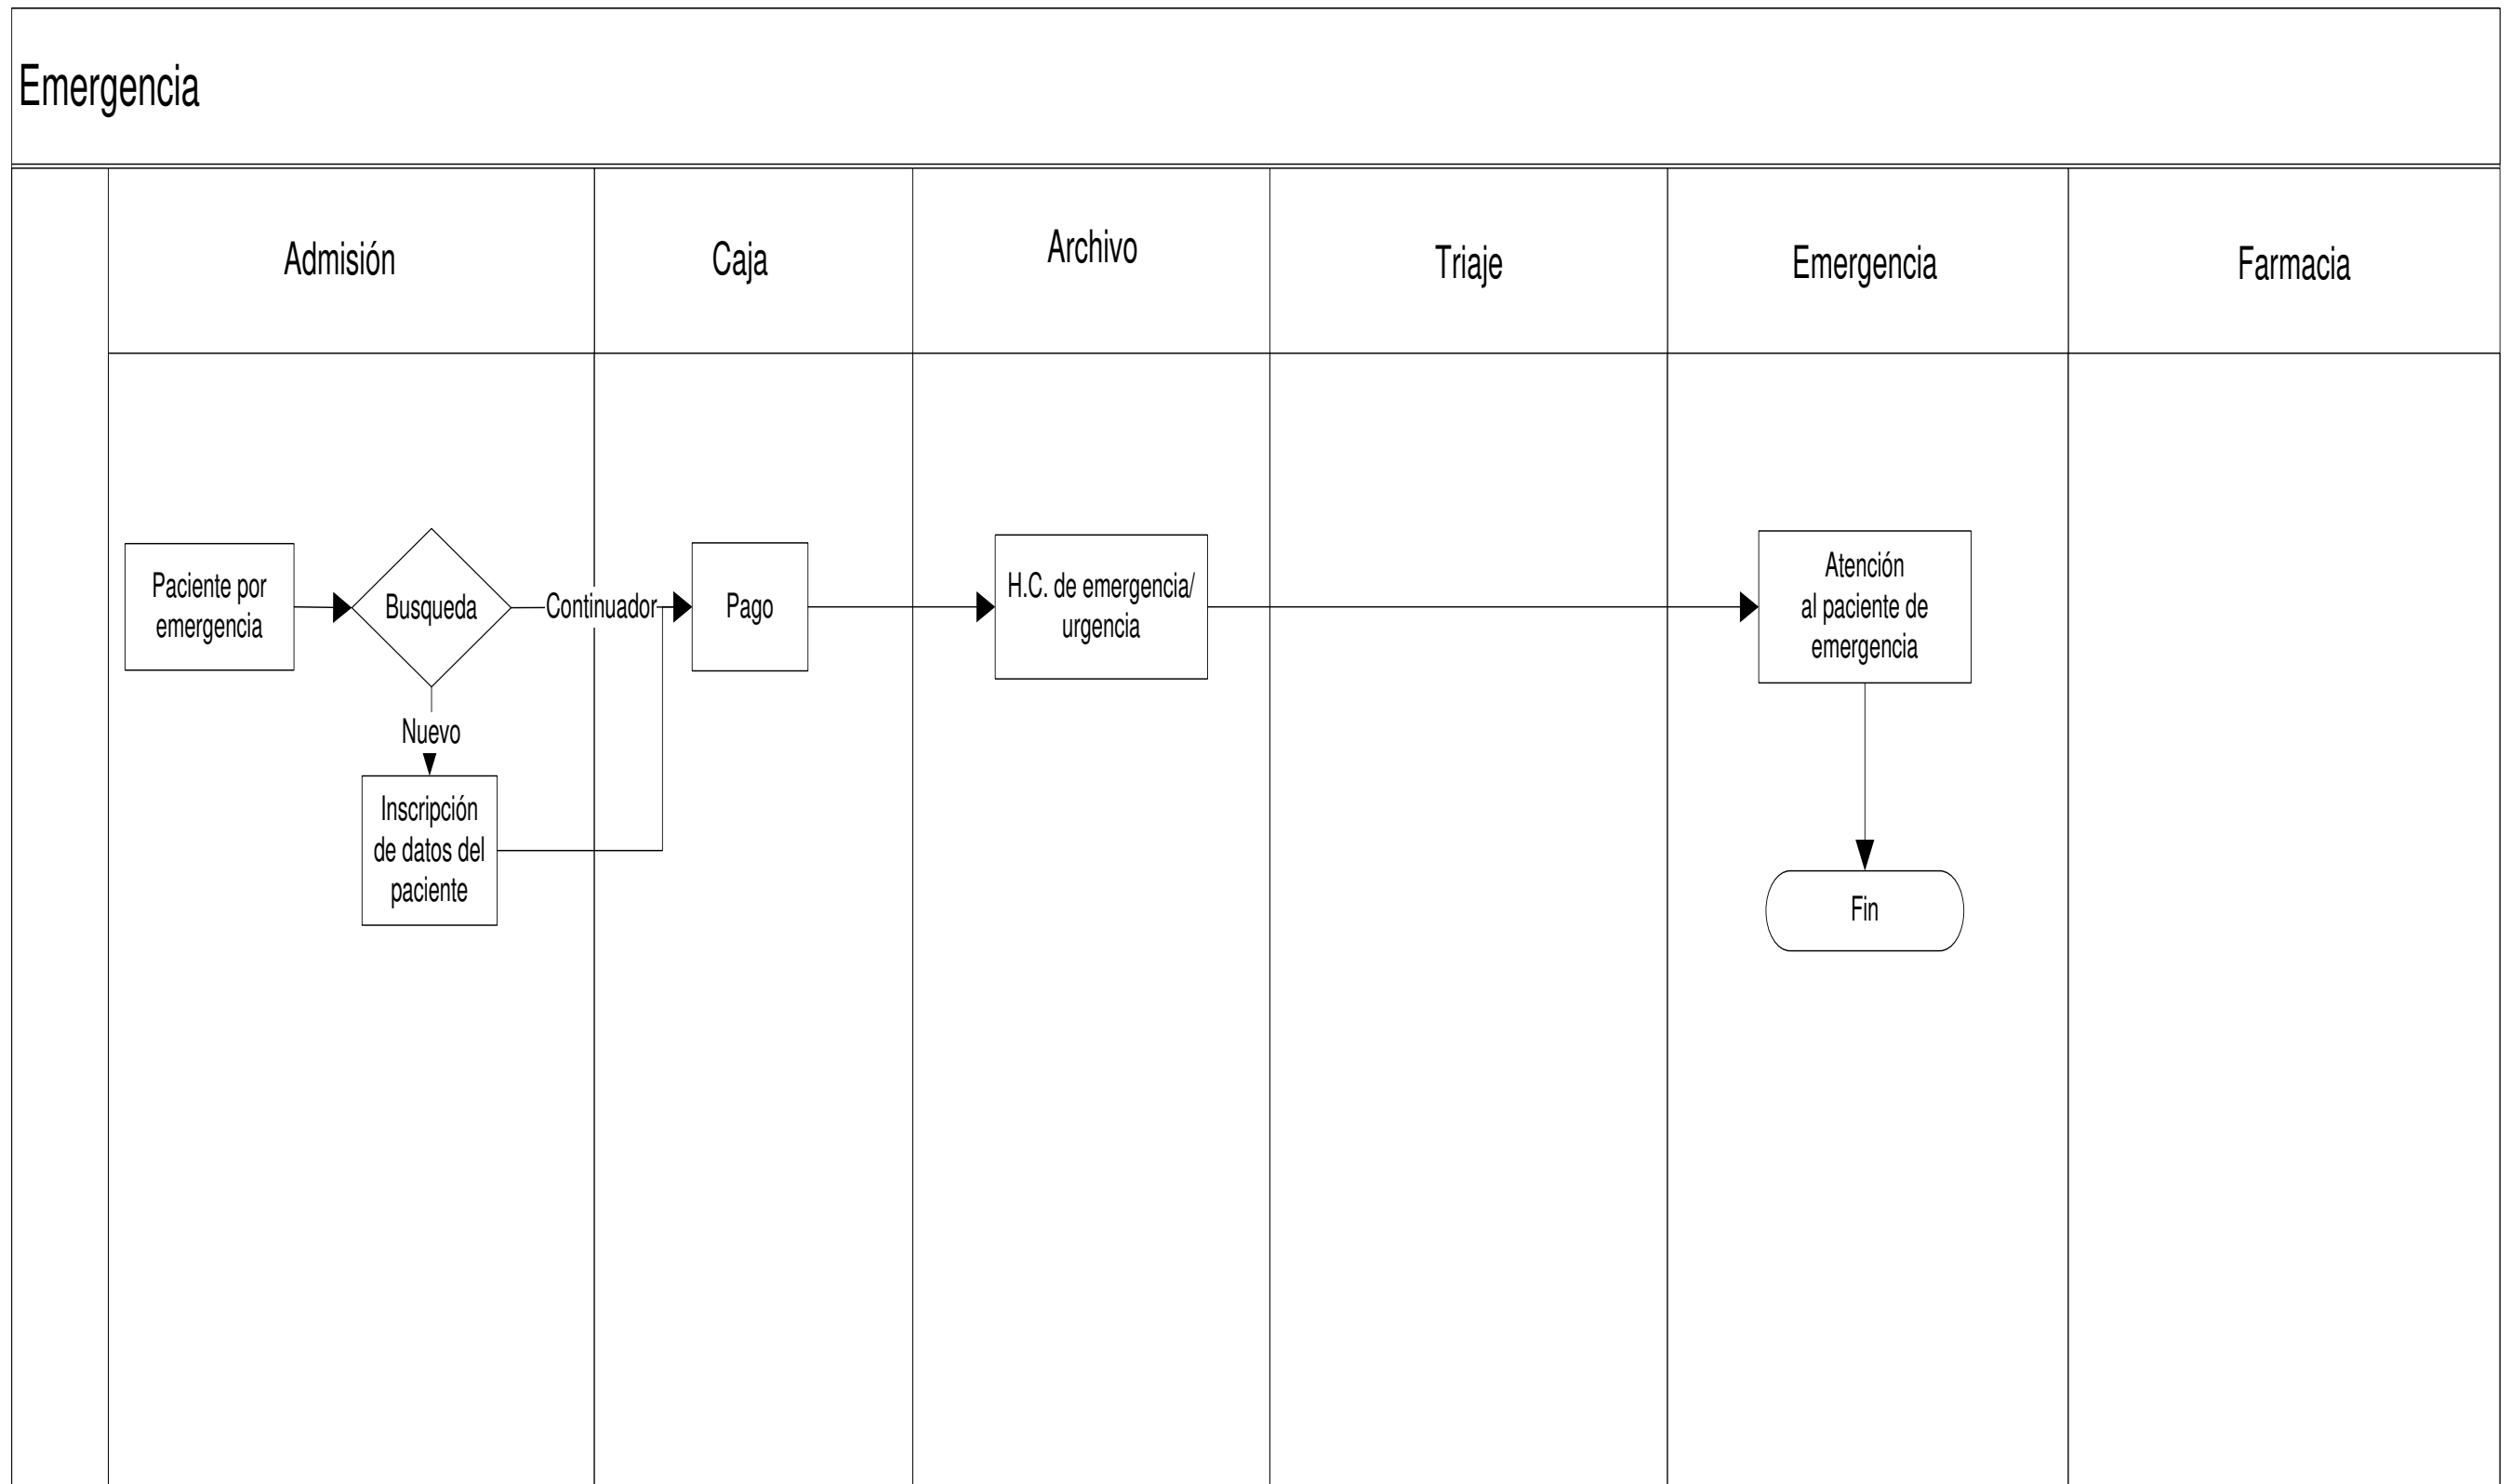 Emergencia
Admisión
Caja
Archivo
Triaje
Emergencia
Farmacia
Paciente por
emergencia
Busqueda
Continuador
Pago
H.C. de emergencia/
urgencia
Atención
al paciente de
emergencia
Nuevo
Inscripción
de datos del
paciente
Fin